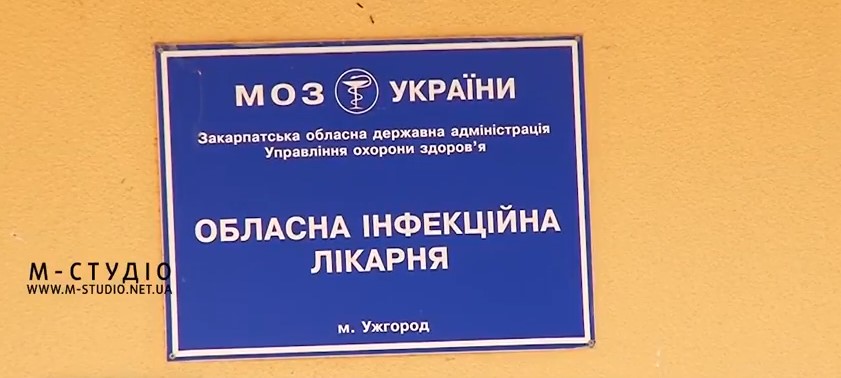 МОЗ УКРАЇНИ
Закарпатська обласна державна адміністрація
Управління охорони здоров'я
ОБЛАСНА ІНФЕКЦІЙНА
ЛІКАРНЯ
м. Ужгород
М-СТУДІО
WWW.M-STUDIO.NET.UA